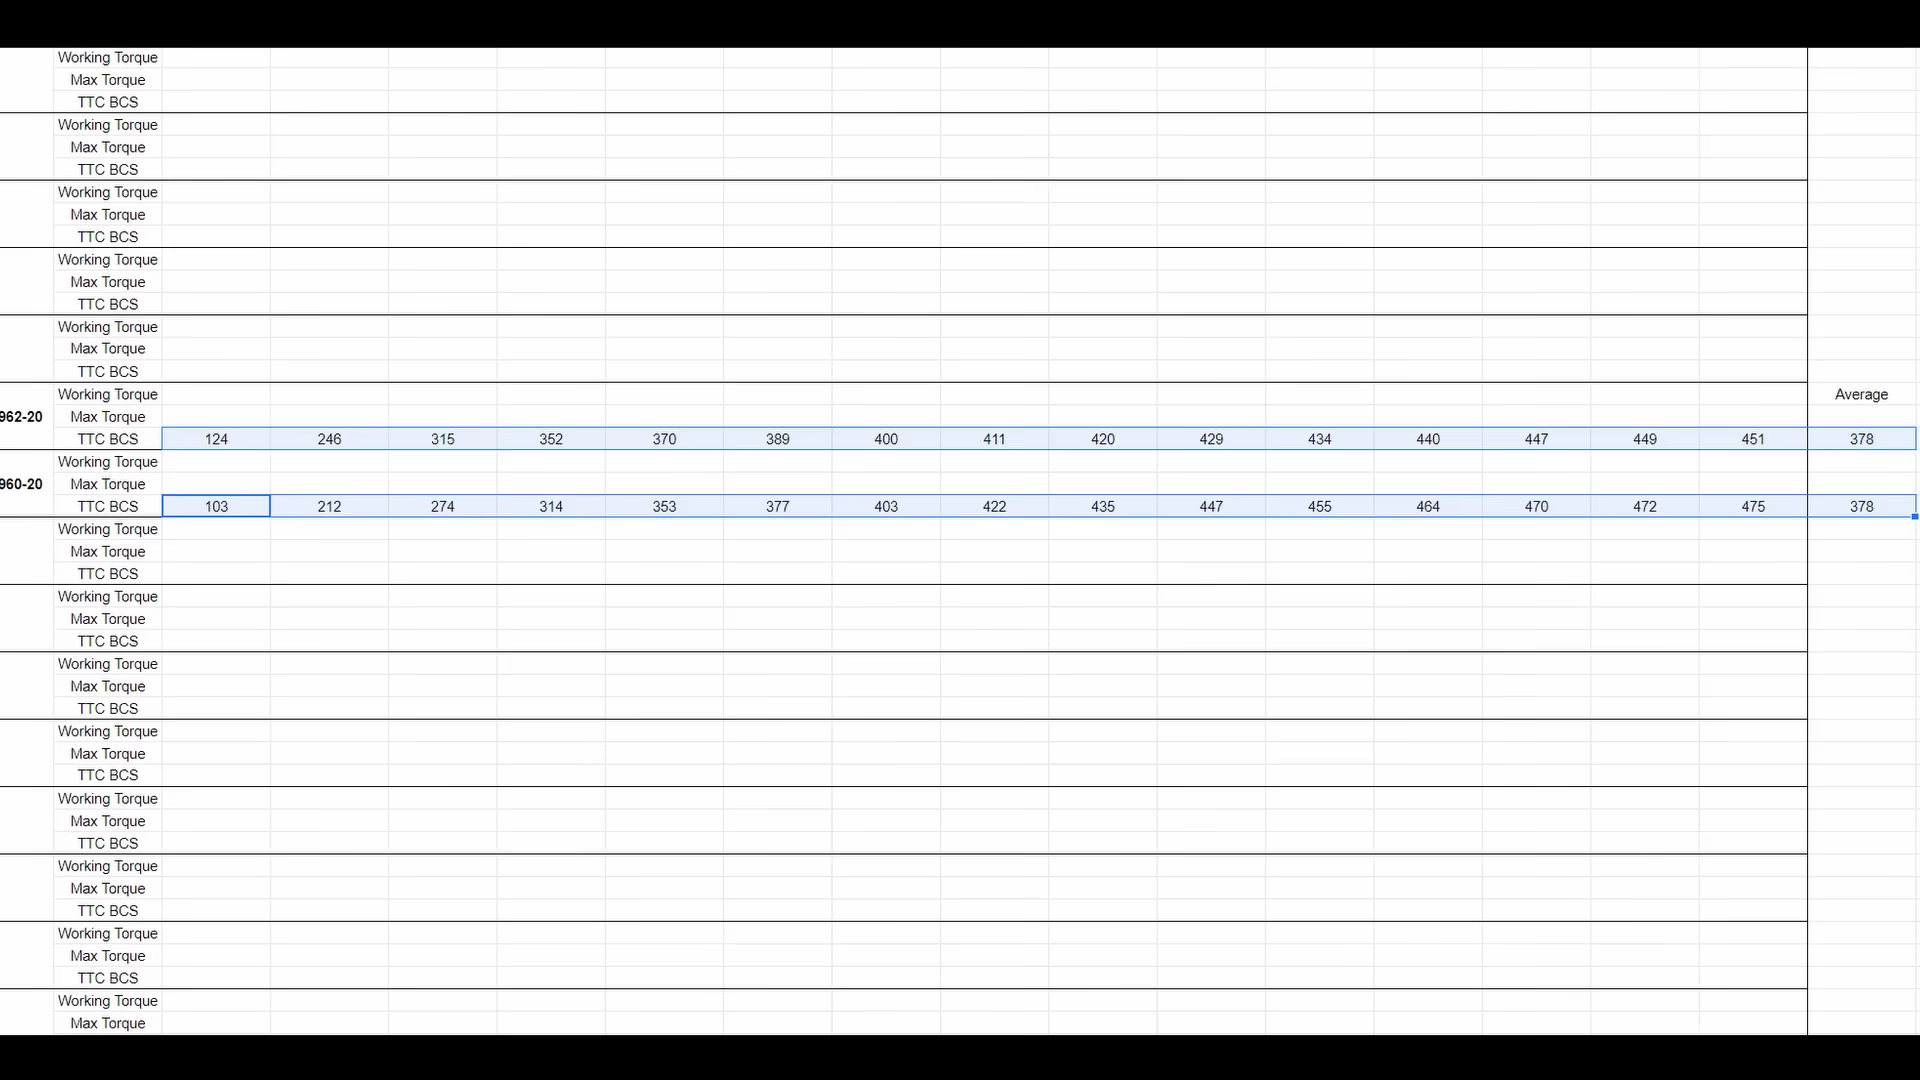 Working Torque
Max Torque
TTC BCS
Working Torque
Max Torque
TTC BCS
Working Torque
Max Torque
TTC BCS
Working Torque
Max Torque
TTC BCS
Working Torque
Max Torque
TTC BCS
Working Torque Average
962-20 Max Torque
TTC BCS 124 246 315 352 370 389 400 411 420 429 434 440 447 449 451 378
Working Torque
960-20 Max Torque
TTC BCS 103 212 274 314 353 377 403 422 435 447 455 464 470 472 475 378
Working Torque
Max Torque
TTC BCS
Working Torque
Max Torque
TTC BCS
Working Torque
Max Torque
TTC BCS
Working Torque
Max Torque
TTC BCS
Working Torque
Max Torque
TTC BCS
Working Torque
Max Torque
TTC BCS
Working Torque
Max Torque
TTC BCS
Working Torque
Max Torque